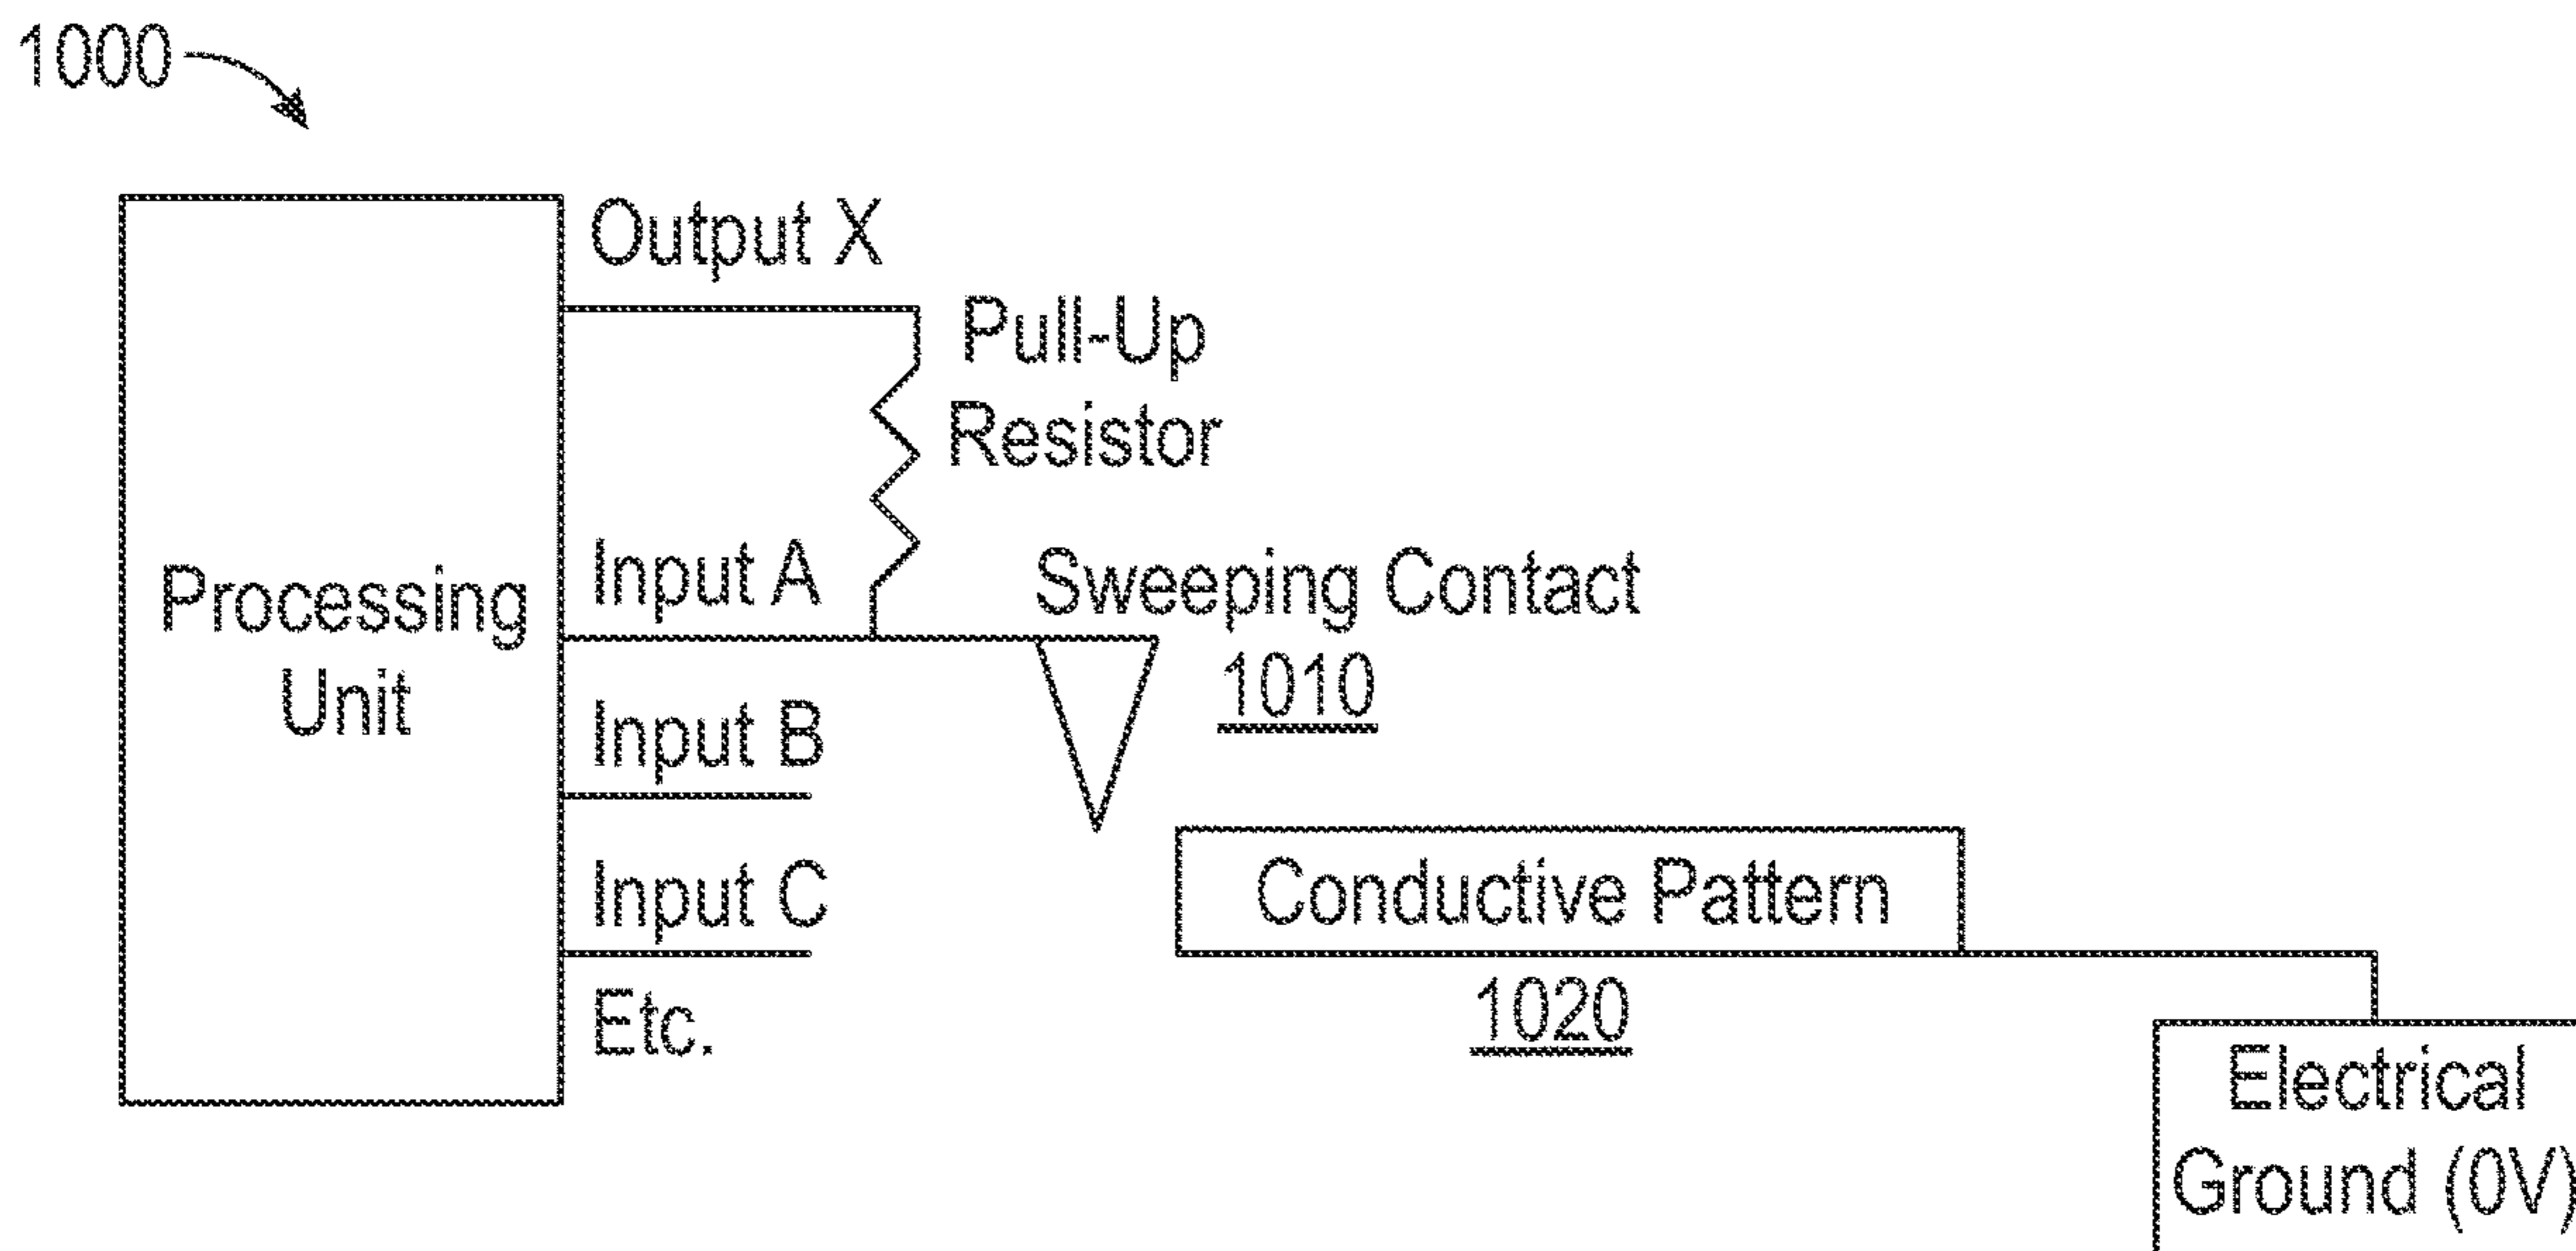 1000
Output X
Pull-Up
Resistor
Processing
Unit
Input A
Sweeping Contact
1010
Input B
Input C
Etc.
Conductive Pattern
1020
Electrical
Ground (0V)